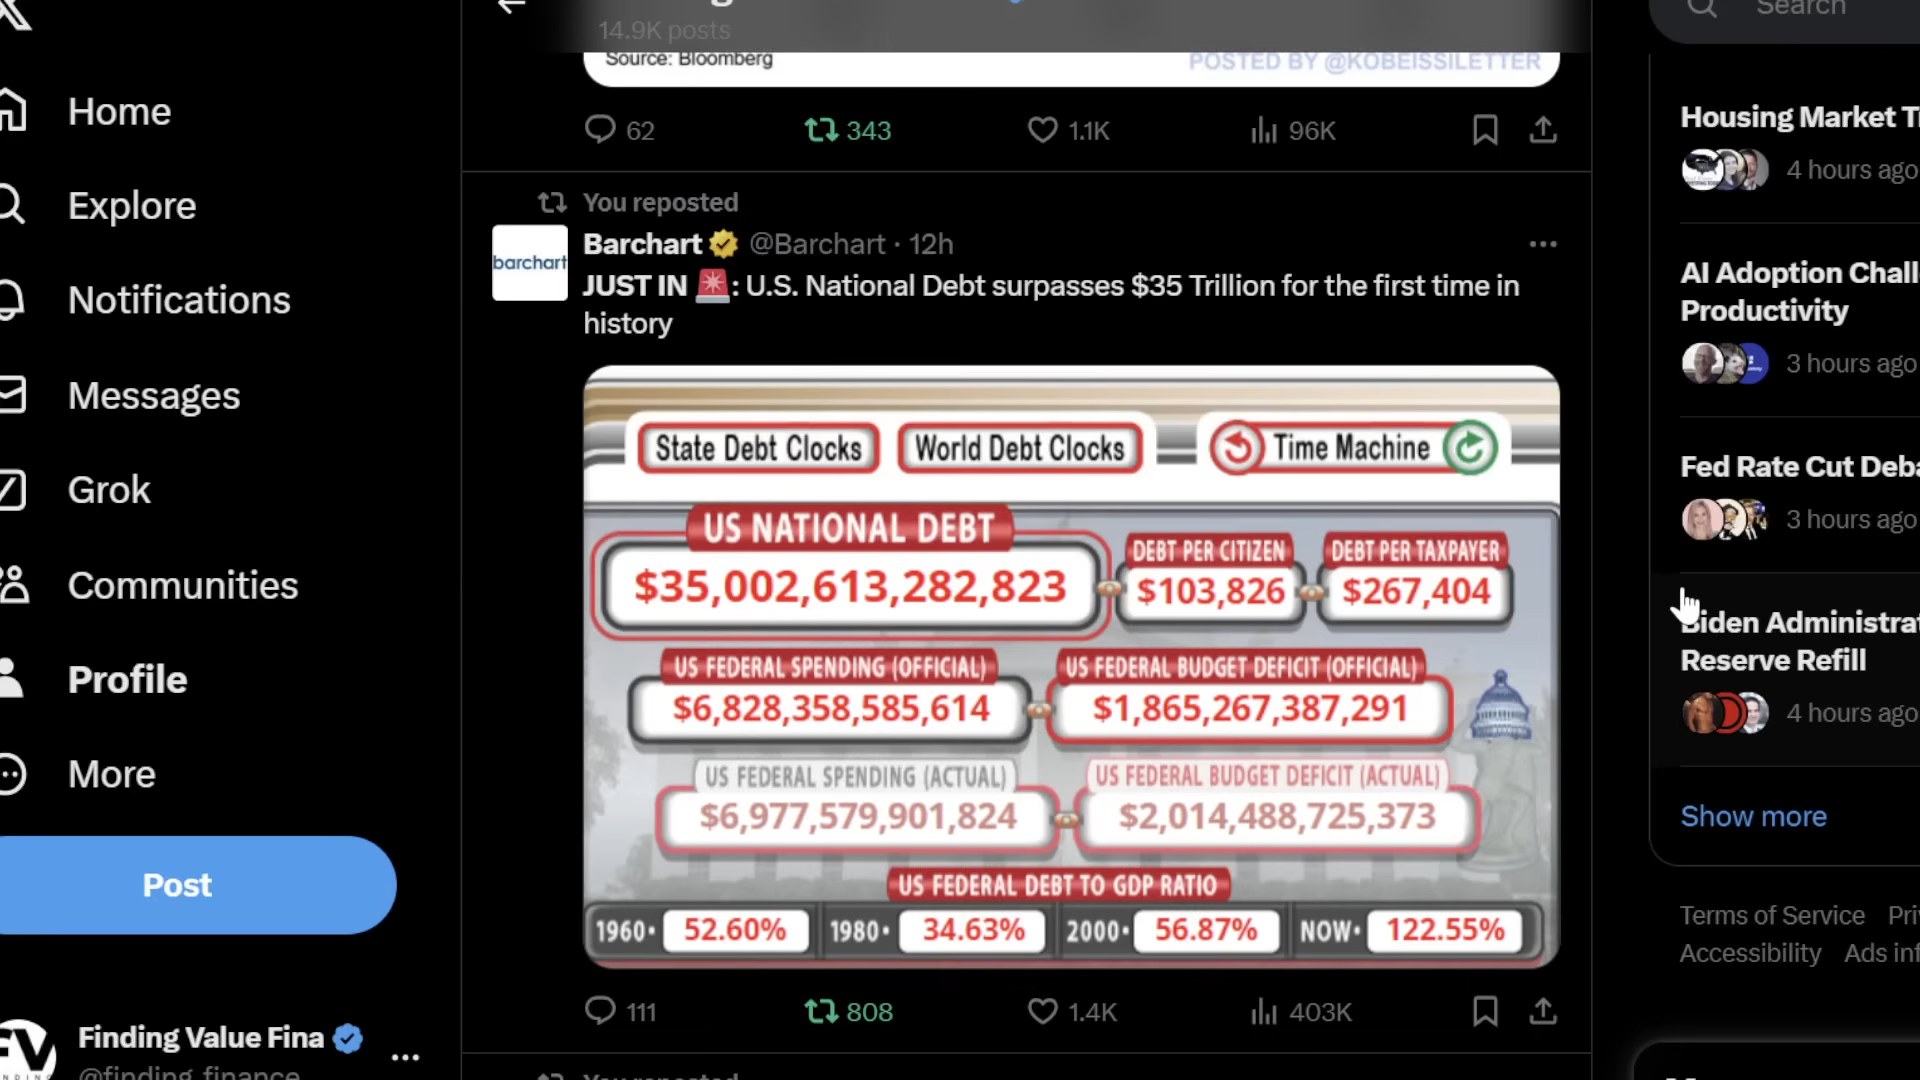 14.9K posts
Search
Source: Bloomberg
POSTED BY @KOBEISSILETTER
62
343
1.1K
96K
Home
Explore
Notifications
Messages
Grok
Communities
Profile
More
Post
Finding Value Fina
You reposted
Barchart @Barchart · 12h
barchart
JUST IN 🚨: U.S. National Debt surpasses $35 Trillion for the first time in
history
State Debt Clocks
World Debt Clocks
Time Machine
US NATIONAL DEBT
$35,002,613,282,823
DEBT PER CITIZEN
$103,826
DEBT PER TAXPAYER
$267,404
US FEDERAL SPENDING (OFFICIAL)
$6,828,358,585,614
US FEDERAL BUDGET DEFICIT (OFFICIAL)
$1,865,267,387,291
US FEDERAL SPENDING (ACTUAL)
$6,977,579,901,824
US FEDERAL BUDGET DEFICIT (ACTUAL)
$2,014,488,725,373
US FEDERAL DEBT TO GDP RATIO
1960• 52.60%
1980• 34.63%
2000• 56.87%
NOW• 122.55%
111
808
1.4K
403K
You reposted
Housing Market T
4 hours ago
AI Adoption Chall
Productivity
3 hours ago
Fed Rate Cut Deba
3 hours ago
Biden Administrat
Reserve Refill
4 hours ago
Show more
Terms of Service Pri
Accessibility Ads inf
@finding_finance